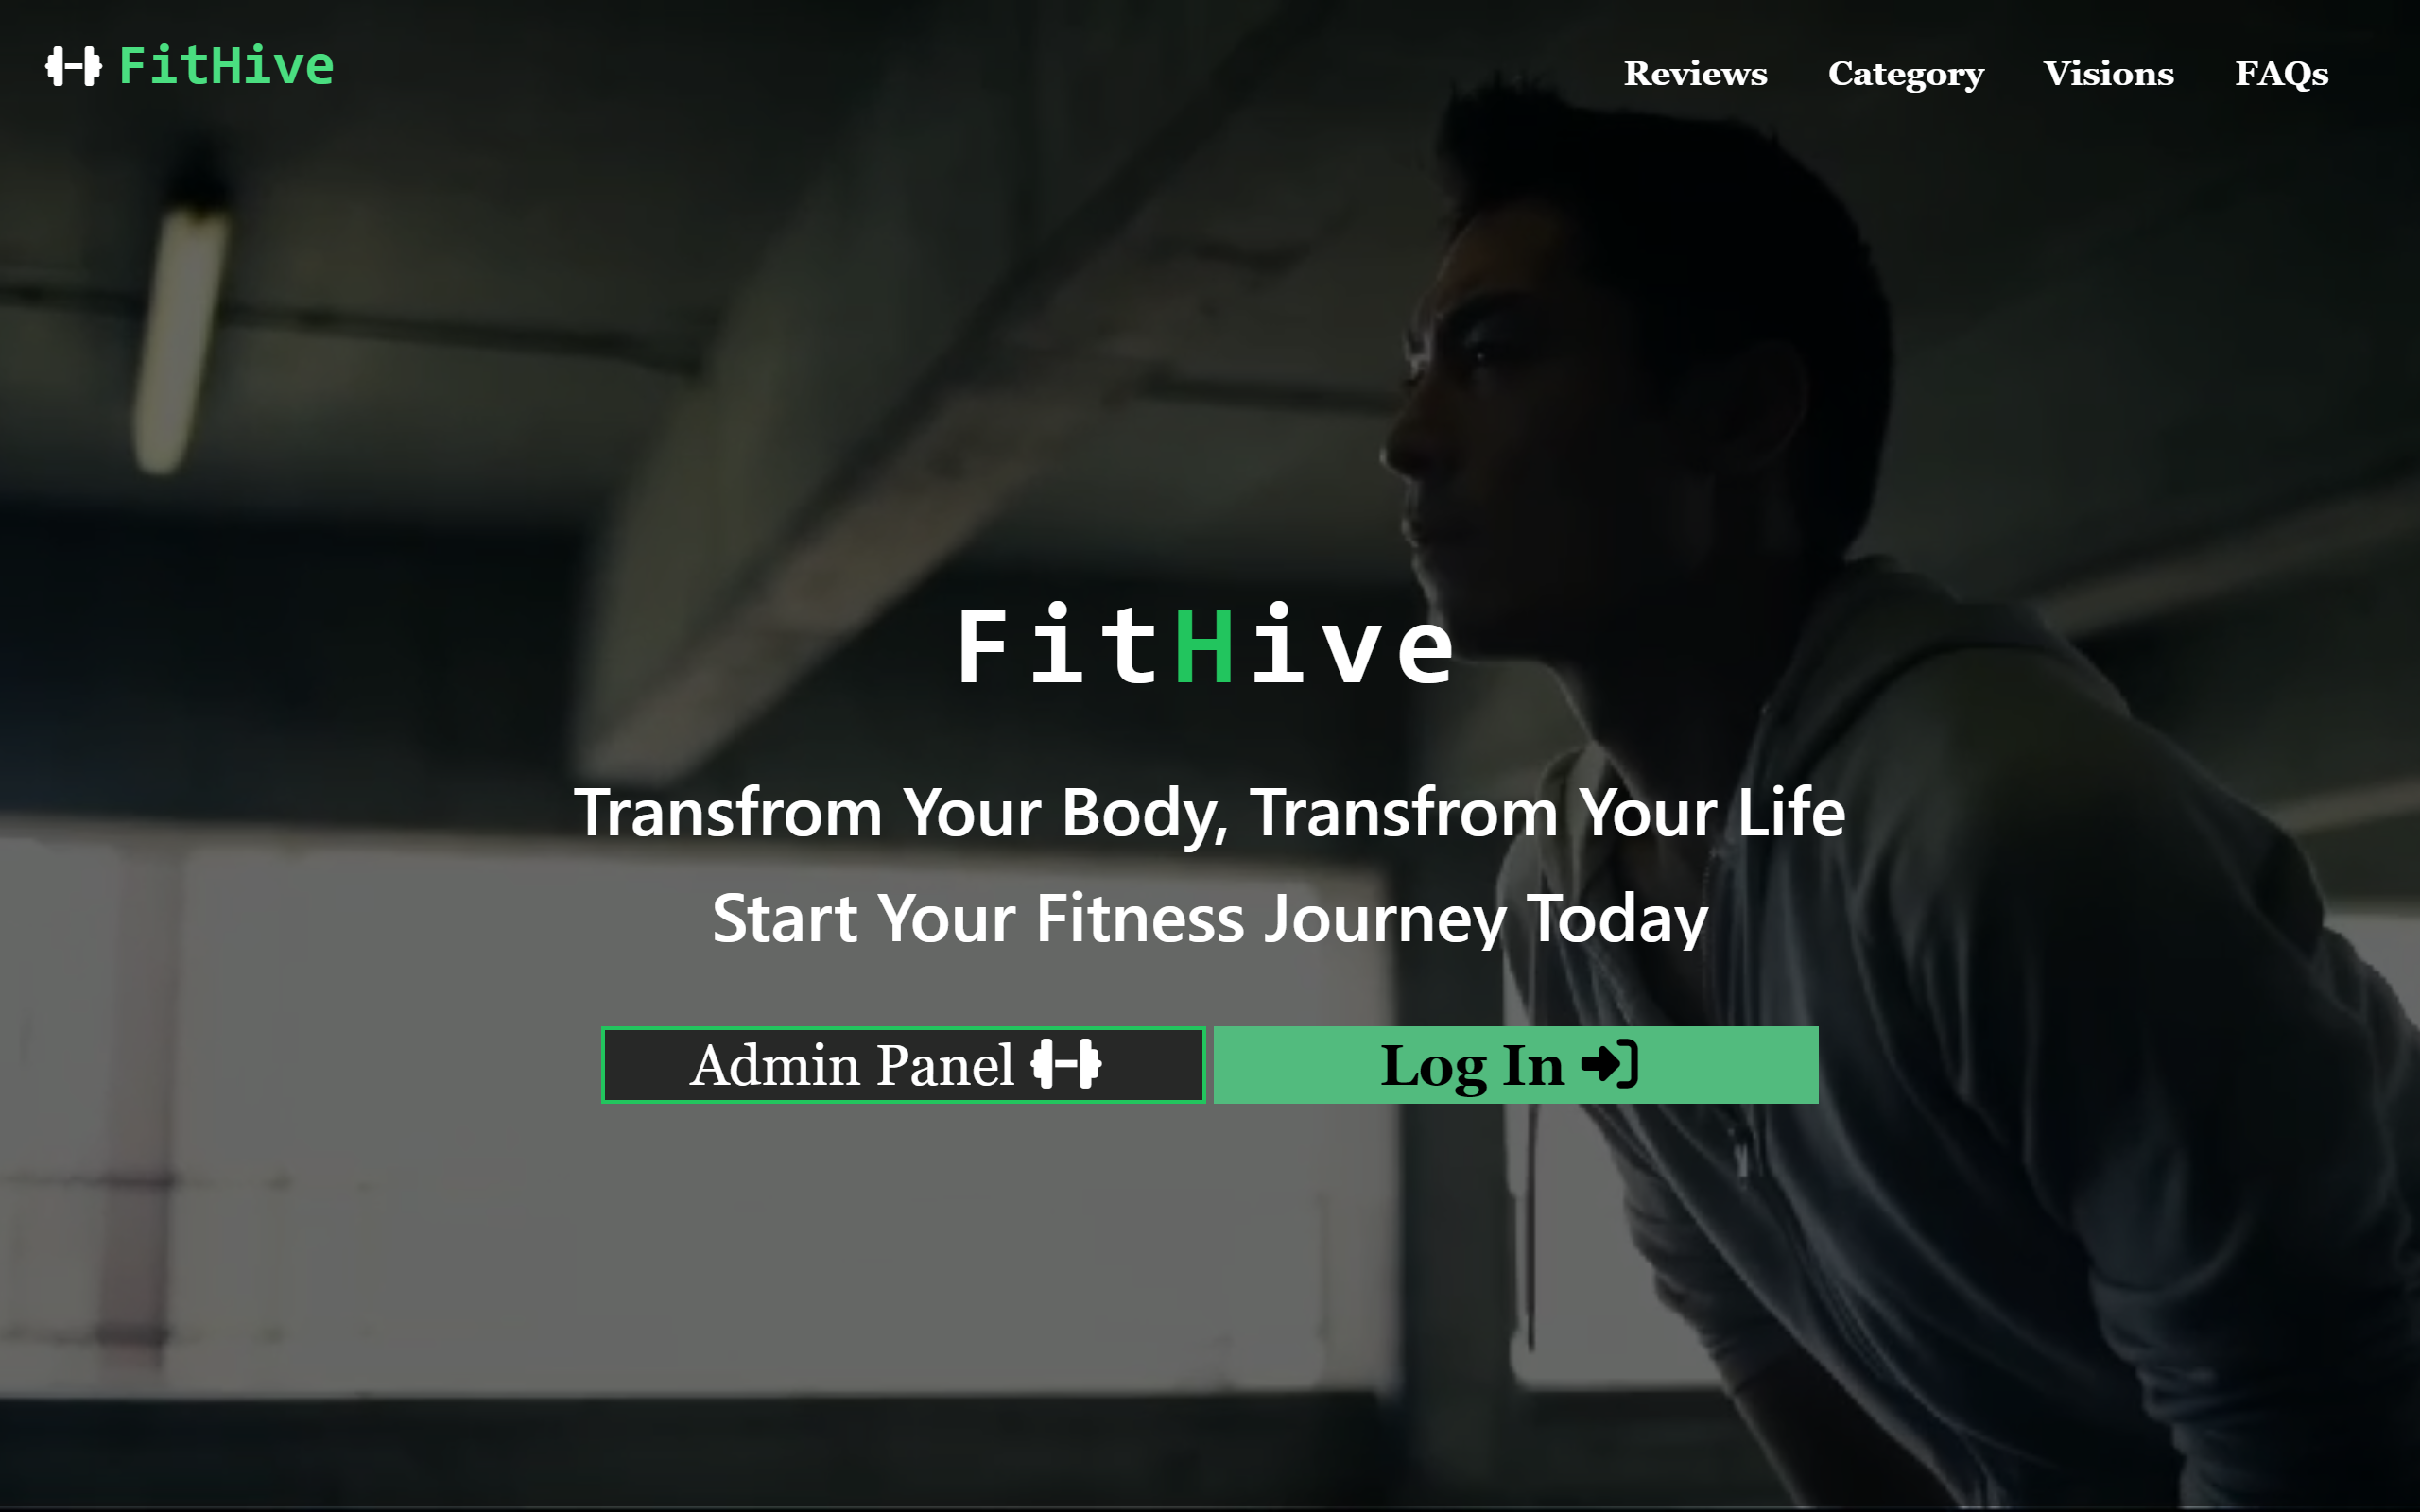 FitHive
Reviews Category Visions FAQs
FitHive
Transfrom Your Body, Transfrom Your Life
Start Your Fitness Journey Today
Admin Panel
Log In